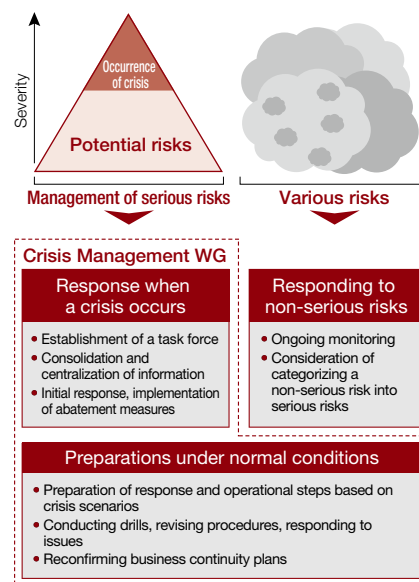 Severity
Occurrence
of crisis
Potential risks
Management of serious risks
Various risks
Crisis Management WG
Response when
a crisis occurs
• Establishment of a task force
• Consolidation and
centralization of information
• Initial response, implementation
of abatement measures
Responding to
non-serious risks
• Ongoing monitoring
• Consideration of
categorizing a
non-serious risk into
serious risks
Preparations under normal conditions
• Preparation of response and operational steps based on
crisis scenarios
• Conducting drills, revising procedures, responding to
issues
• Reconfirming business continuity plans